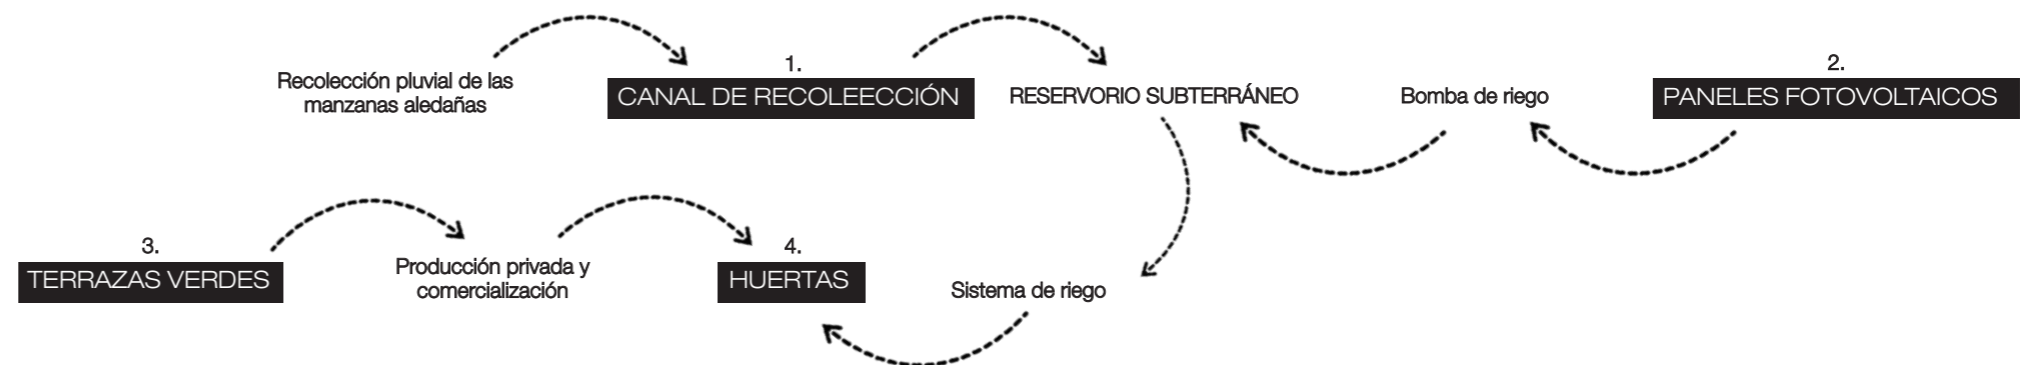 1.
2.
Recolección pluvial de las
manzanas aledañas
CANAL DE RECOLEECCIÓN
RESERVORIO SUBTERRÁNEO
Bomba de riego
PANELES FOTOVOLTAICOS
3.
4.
TERRAZAS VERDES
Producción privada y
comercialización
HUERTAS
Sistema de riego